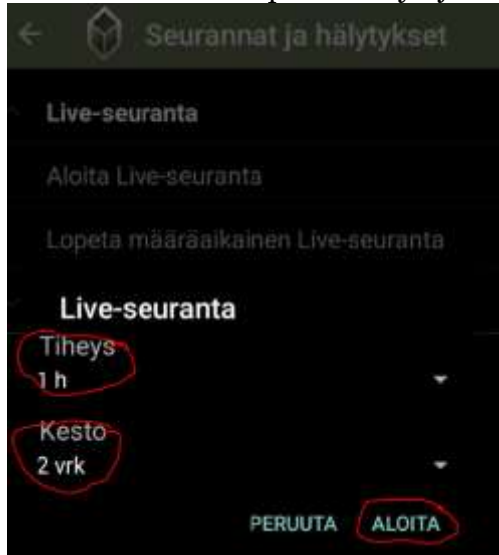 Seurannat ja hälytykset
Live-seuranta
Aloita Live-seuranta
Lopeta määräaikainen Live-seuranta
Live-seuranta
Tiheys
1 h
Kesto
2 vrk
PERUUTA ALOITA